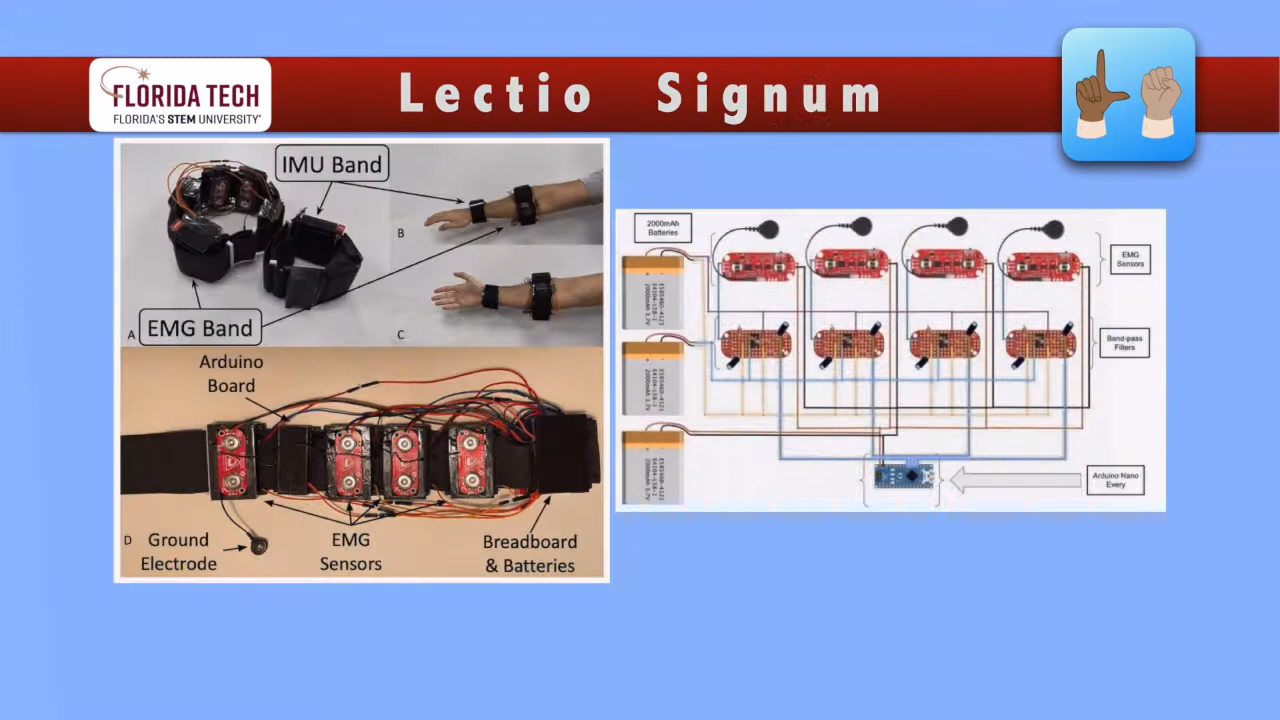 FLORIDA TECH
FLORIDA'S STEM UNIVERSITY
Lectio Signum
IMU Band
B
EMG Band
A
C
Arduino
Board
D
Ground
Electrode
EMG
Sensors
Breadboard
& Batteries
2000mAh
Batteries
EMG
Sensors
Band-pass
Filters
Arduino Nano
Every